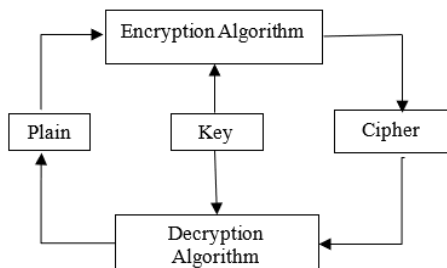 Encryption Algorithm
Plain
Key
Cipher
Decryption
Algorithm